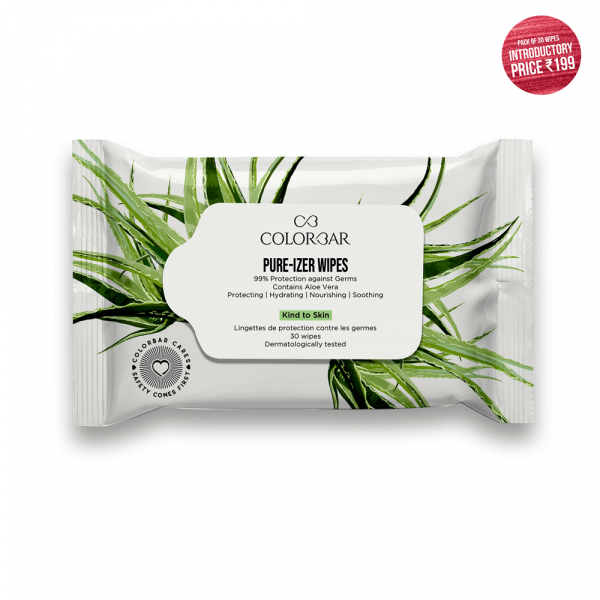 PACK OF 30 WIPES
INTRODUCTORY
PRICE ₹199
COLORBAR
PURE-IZER WIPES
99% Protection against Germs
Contains Aloe Vera
Protecting | Hydrating | Nourishing | Soothing
Kind to Skin
Lingettes de protection contre les germes
30 wipes
Dermatologically tested
COLORBAR CARES
SAFETY COMES FIRST